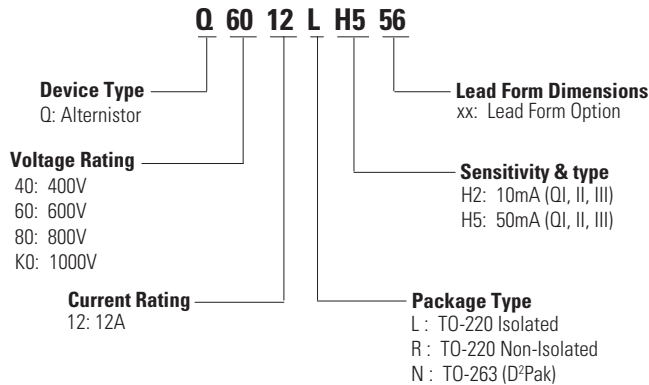 Q 60 12 L H5 56
Device Type
Q: Alternistor
Voltage Rating
40: 400V
60: 600V
80: 800V
K0: 1000V
Current Rating
12: 12A
Lead Form Dimensions
xx: Lead Form Option
Sensitivity & type
H2: 10mA (QI, II, III)
H5: 50mA (QI, II, III)
Package Type
L : TO-220 Isolated
R : TO-220 Non-Isolated
N : TO-263 (D²Pak)